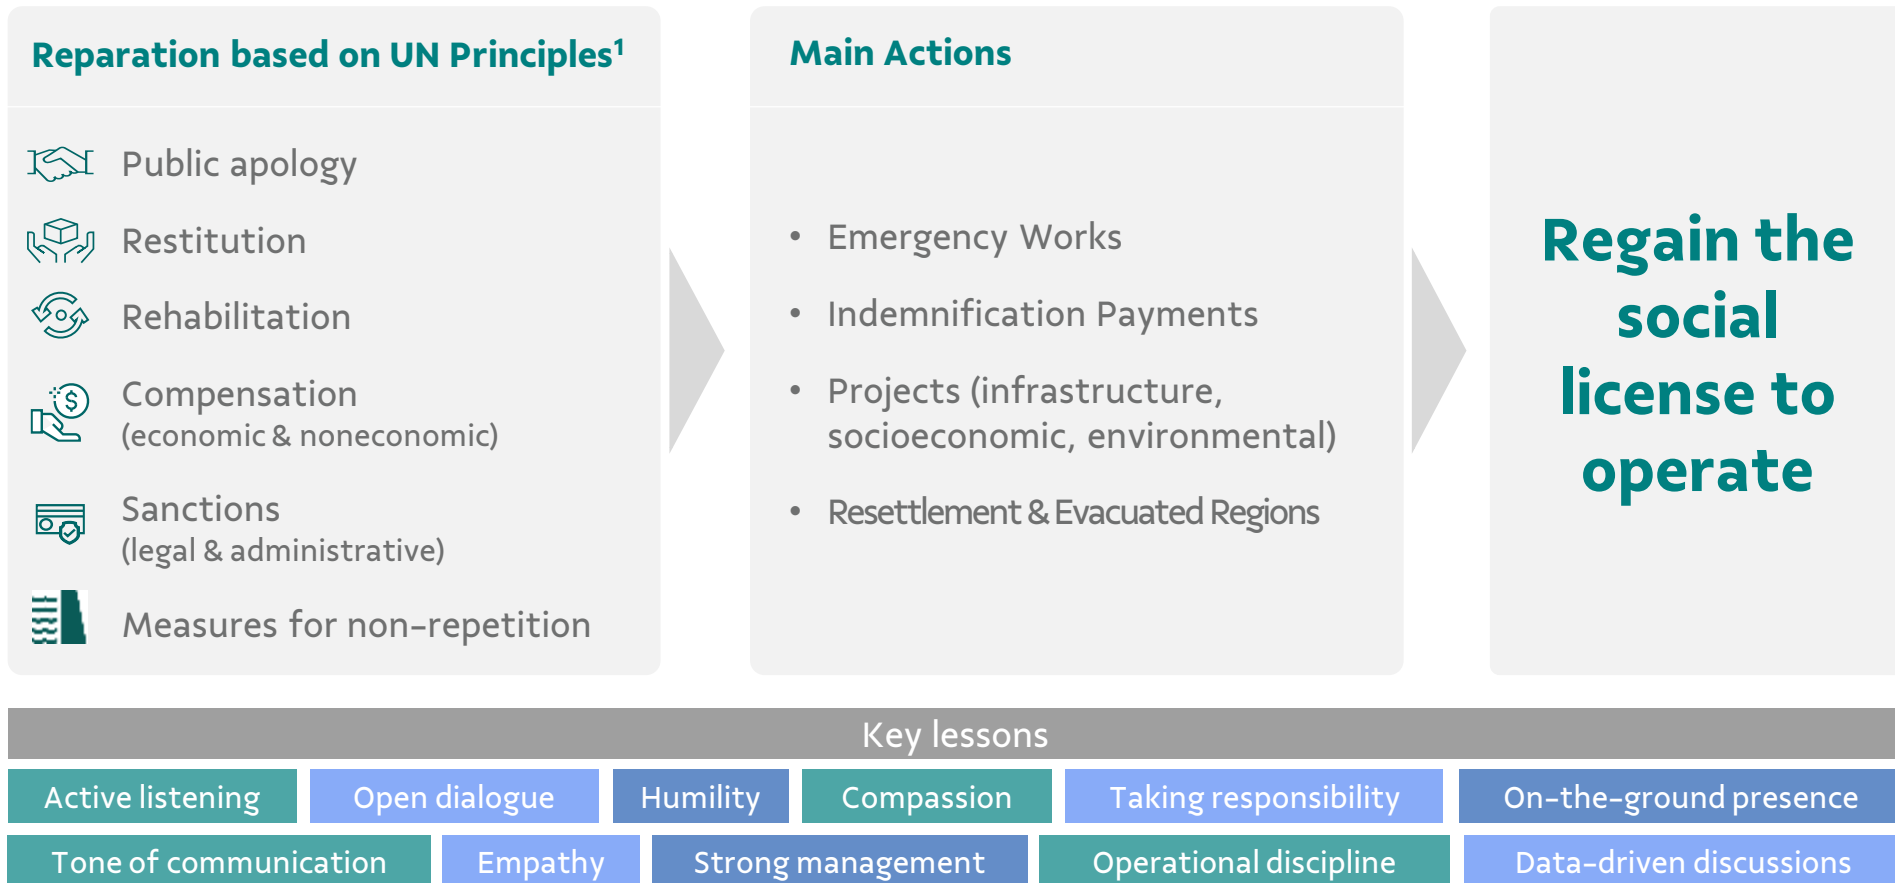 Reparation based on UN Principles¹
Public apology
Restitution
Rehabilitation
Compensation
(economic & noneconomic)
Sanctions
(legal & administrative)
Measures for non-repetition
Main Actions
• Emergency Works
• Indemnification Payments
• Projects (infrastructure,
socioeconomic, environmental)
• Resettlement & Evacuated Regions
Regain the
social
license to
operate
Key lessons
Active listening
Open dialogue
Humility
Compassion
Taking responsibility
On-the-ground presence
Tone of communication
Empathy
Strong management
Operational discipline
Data-driven discussions